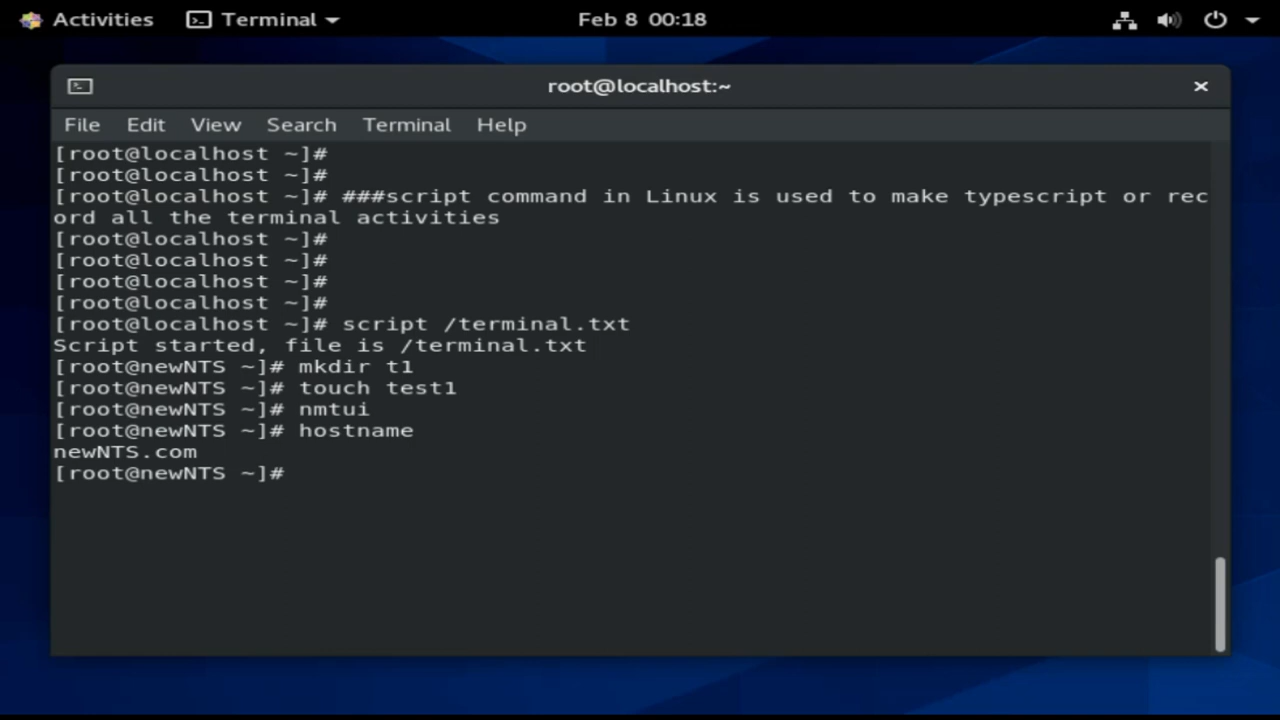 Activities Terminal Feb 8 00:18
root@localhost:~
File Edit View Search Terminal Help
[root@localhost ~]#
[root@localhost ~]#
[root@localhost ~]# ###script command in Linux is used to make typescript or rec
ord all the terminal activities
[root@localhost ~]#
[root@localhost ~]#
[root@localhost ~]#
[root@localhost ~]#
[root@localhost ~]# script /terminal.txt
Script started, file is /terminal.txt
[root@newNTS ~]# mkdir t1
[root@newNTS ~]# touch test1
[root@newNTS ~]# nmtui
[root@newNTS ~]# hostname
newNTS.com
[root@newNTS ~]#